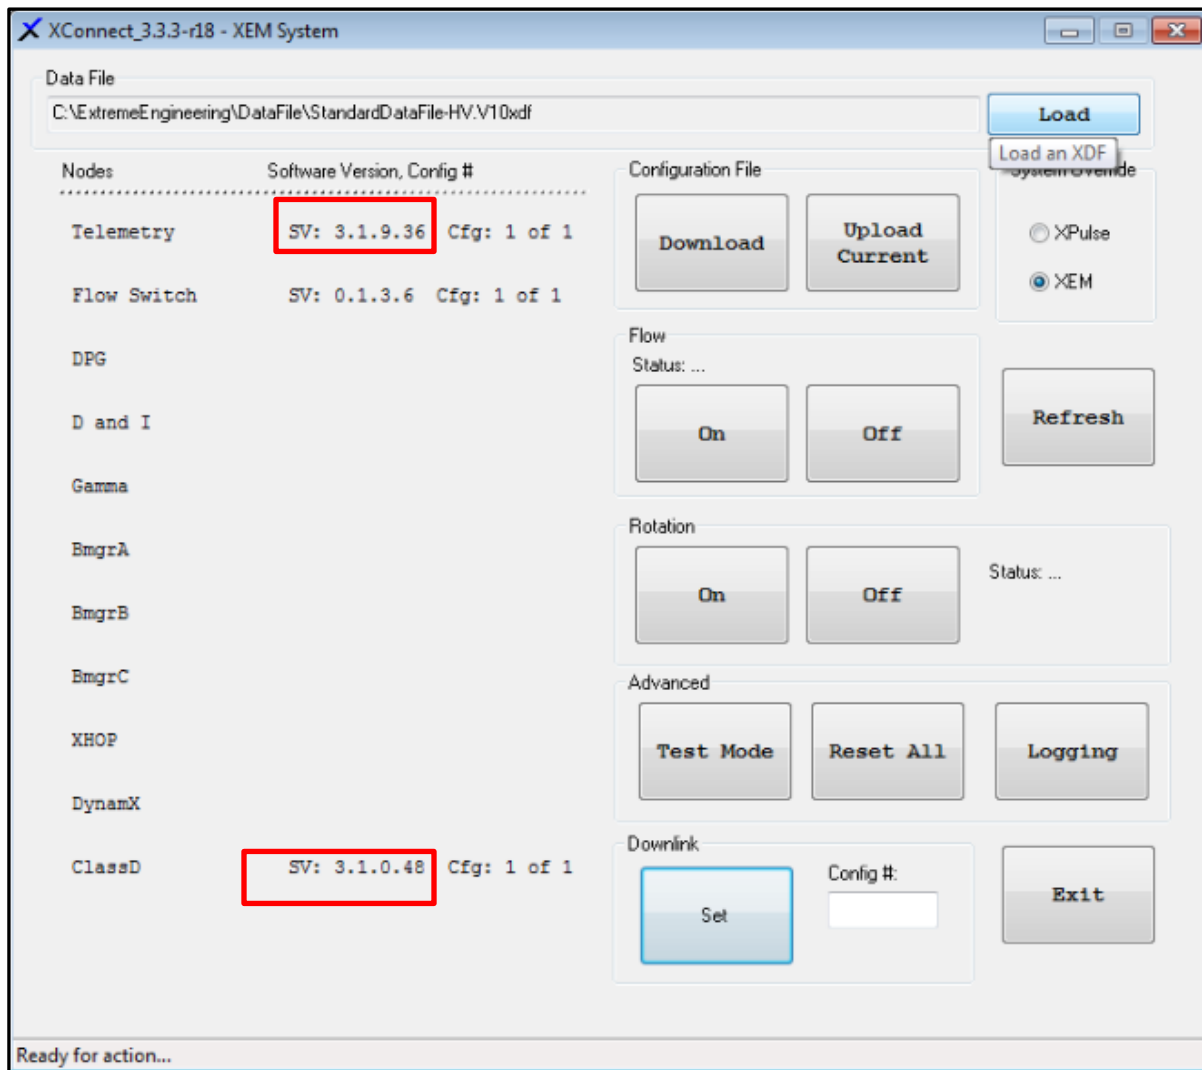 XConnect_3.3.3-r18 - XEM System
Data File
C:\ExtremeEngineering\DataFile\StandardDataFile-HV.V10xdf
Load
Load an XDF
Nodes Software Version, Config #
Telemetry SV: 3.1.9.36 Cfg: 1 of 1
Flow Switch SV: 0.1.3.6 Cfg: 1 of 1
DPG
D and I
Gamma
BmgrA
BmgrB
BmgrC
XHOP
DynamX
ClassD SV: 3.1.0.48 Cfg: 1 of 1
Configuration File
Download
Upload
Current
System Override
XPulse
XEM
Flow
Status: ...
On Off
Refresh
Rotation
On Off
Status: ...
Advanced
Test Mode Reset All Logging
Downlink
Set
Config #:
Exit
Ready for action...